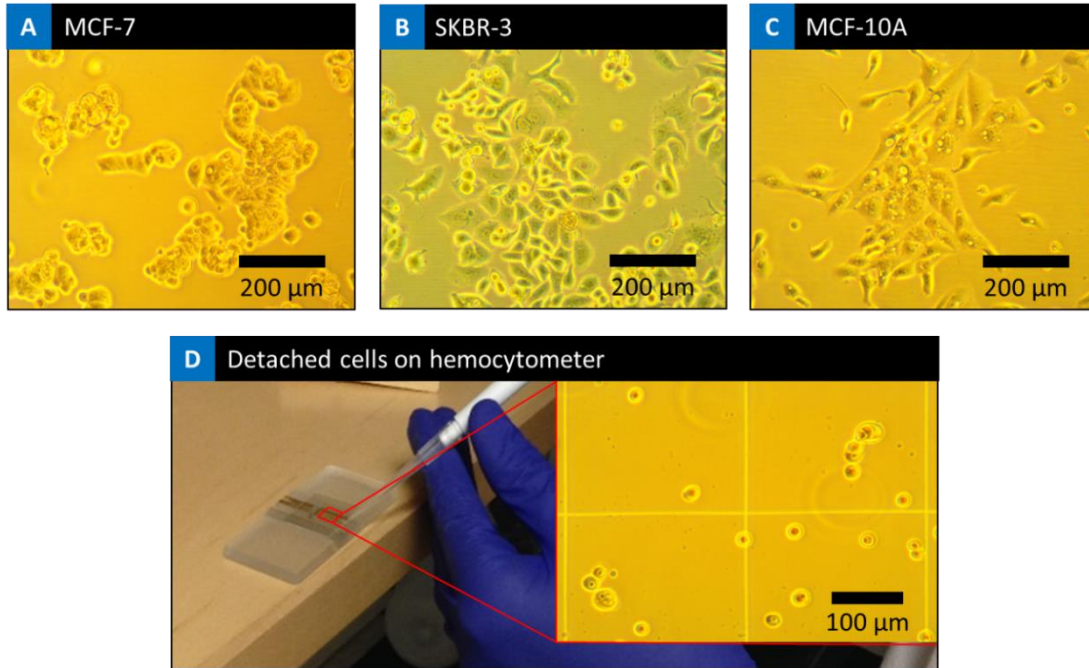 A MCF-7
B SKBR-3
C MCF-10A
200 µm
200 µm
200 µm
D Detached cells on hemocytometer
100 µm